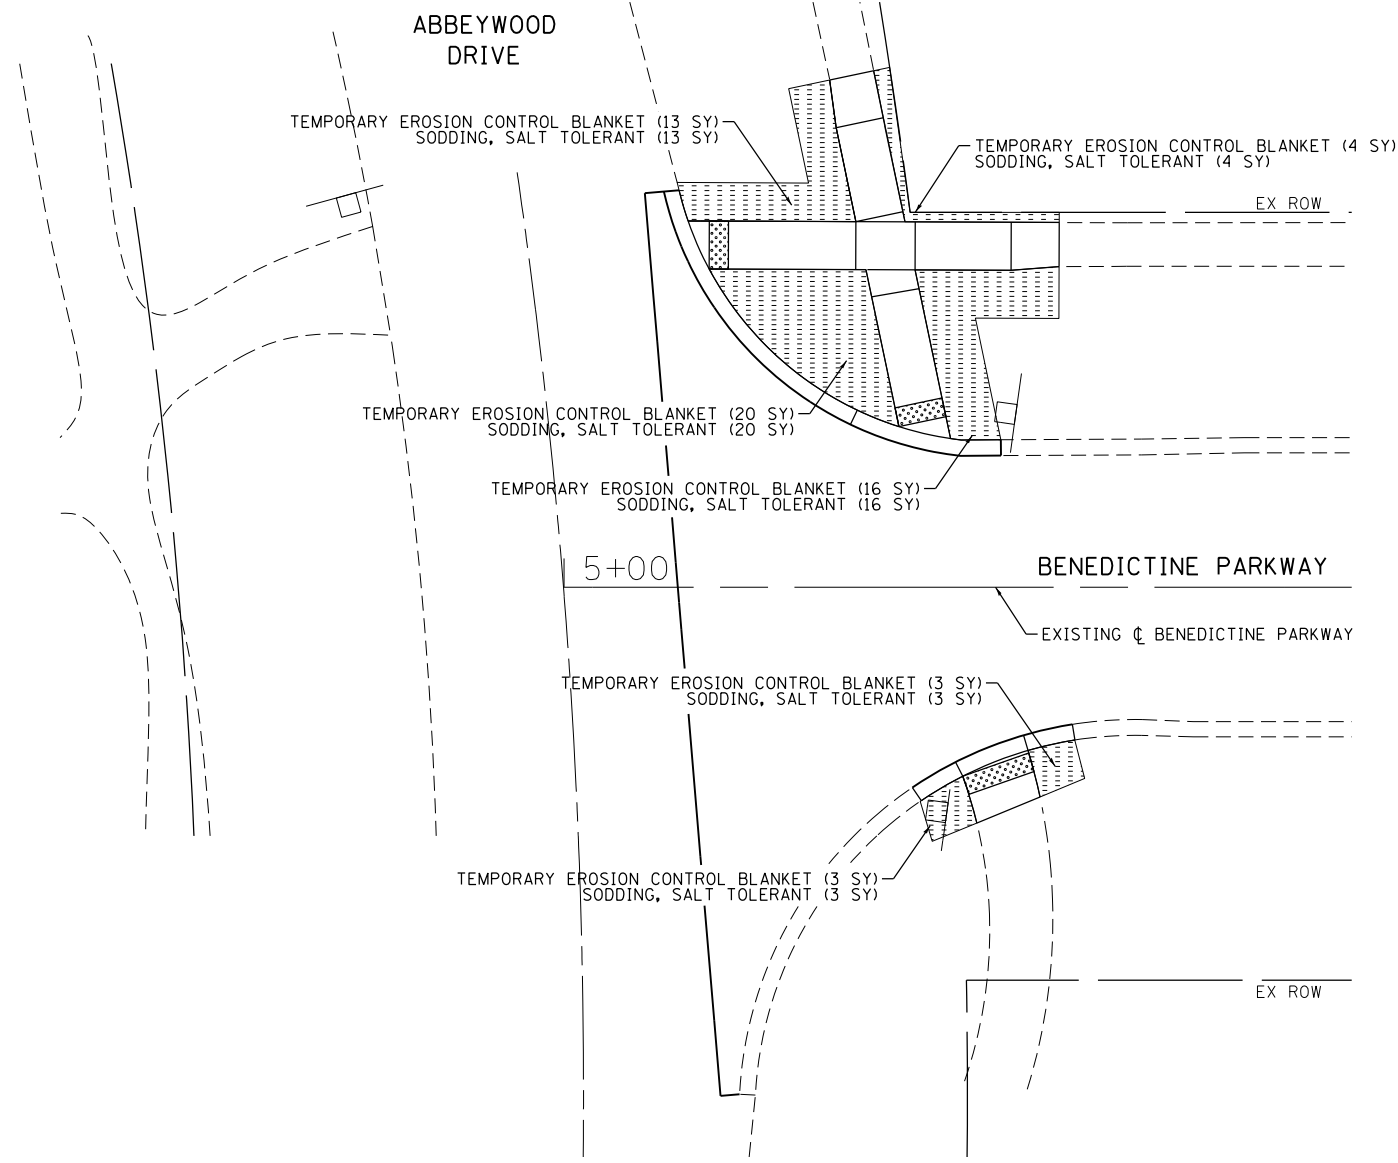 ABBEYWOOD
DRIVE
TEMPORARY EROSION CONTROL BLANKET (13 SY)
SODDING, SALT TOLERANT (13 SY)
TEMPORARY EROSION CONTROL BLANKET (4 SY)
SODDING, SALT TOLERANT (4 SY)
EX ROW
TEMPORARY EROSION CONTROL BLANKET (20 SY)
SODDING, SALT TOLERANT (20 SY)
TEMPORARY EROSION CONTROL BLANKET (16 SY)
SODDING, SALT TOLERANT (16 SY)
5+00
BENEDICTINE PARKWAY
EXISTING ℄ BENEDICTINE PARKWAY
TEMPORARY EROSION CONTROL BLANKET (3 SY)
SODDING, SALT TOLERANT (3 SY)
TEMPORARY EROSION CONTROL BLANKET (3 SY)
SODDING, SALT TOLERANT (3 SY)
EX ROW